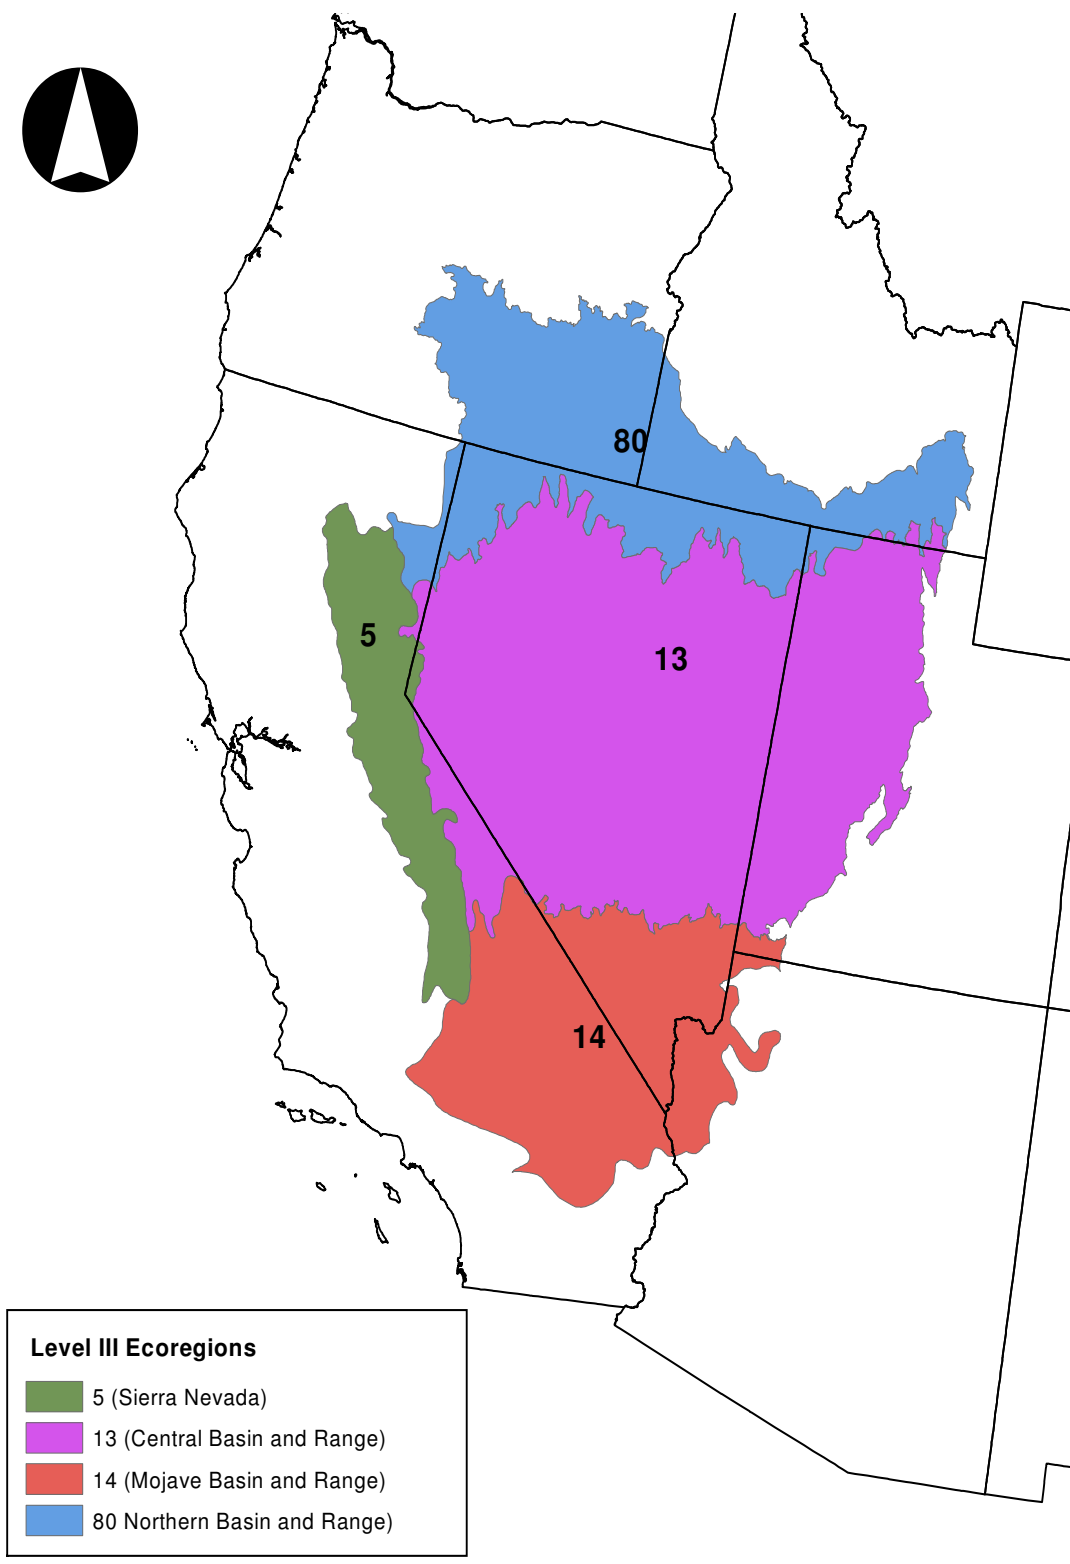 80
5
13
14
Level III Ecoregions
5 (Sierra Nevada)
13 (Central Basin and Range)
14 (Mojave Basin and Range)
80 Northern Basin and Range)